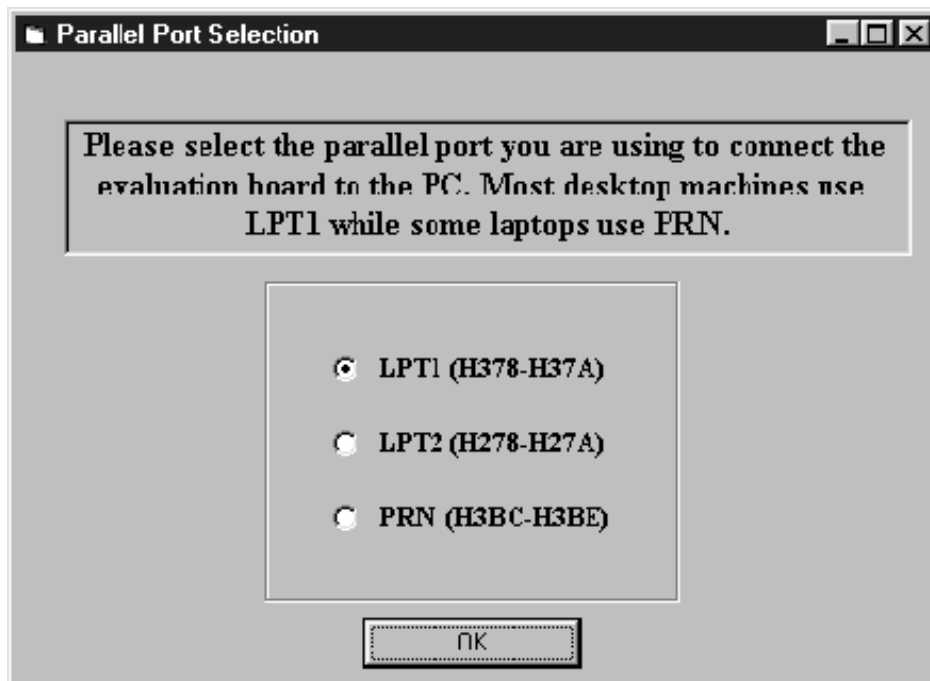 Parallel Port Selection
Please select the parallel port you are using to connect the
evaluation board to the PC. Most desktop machines use
LPT1 while some laptops use PRN.
LPT1 (H378-H37A)
LPT2 (H278-H27A)
PRN (H3BC-H3BE)
OK